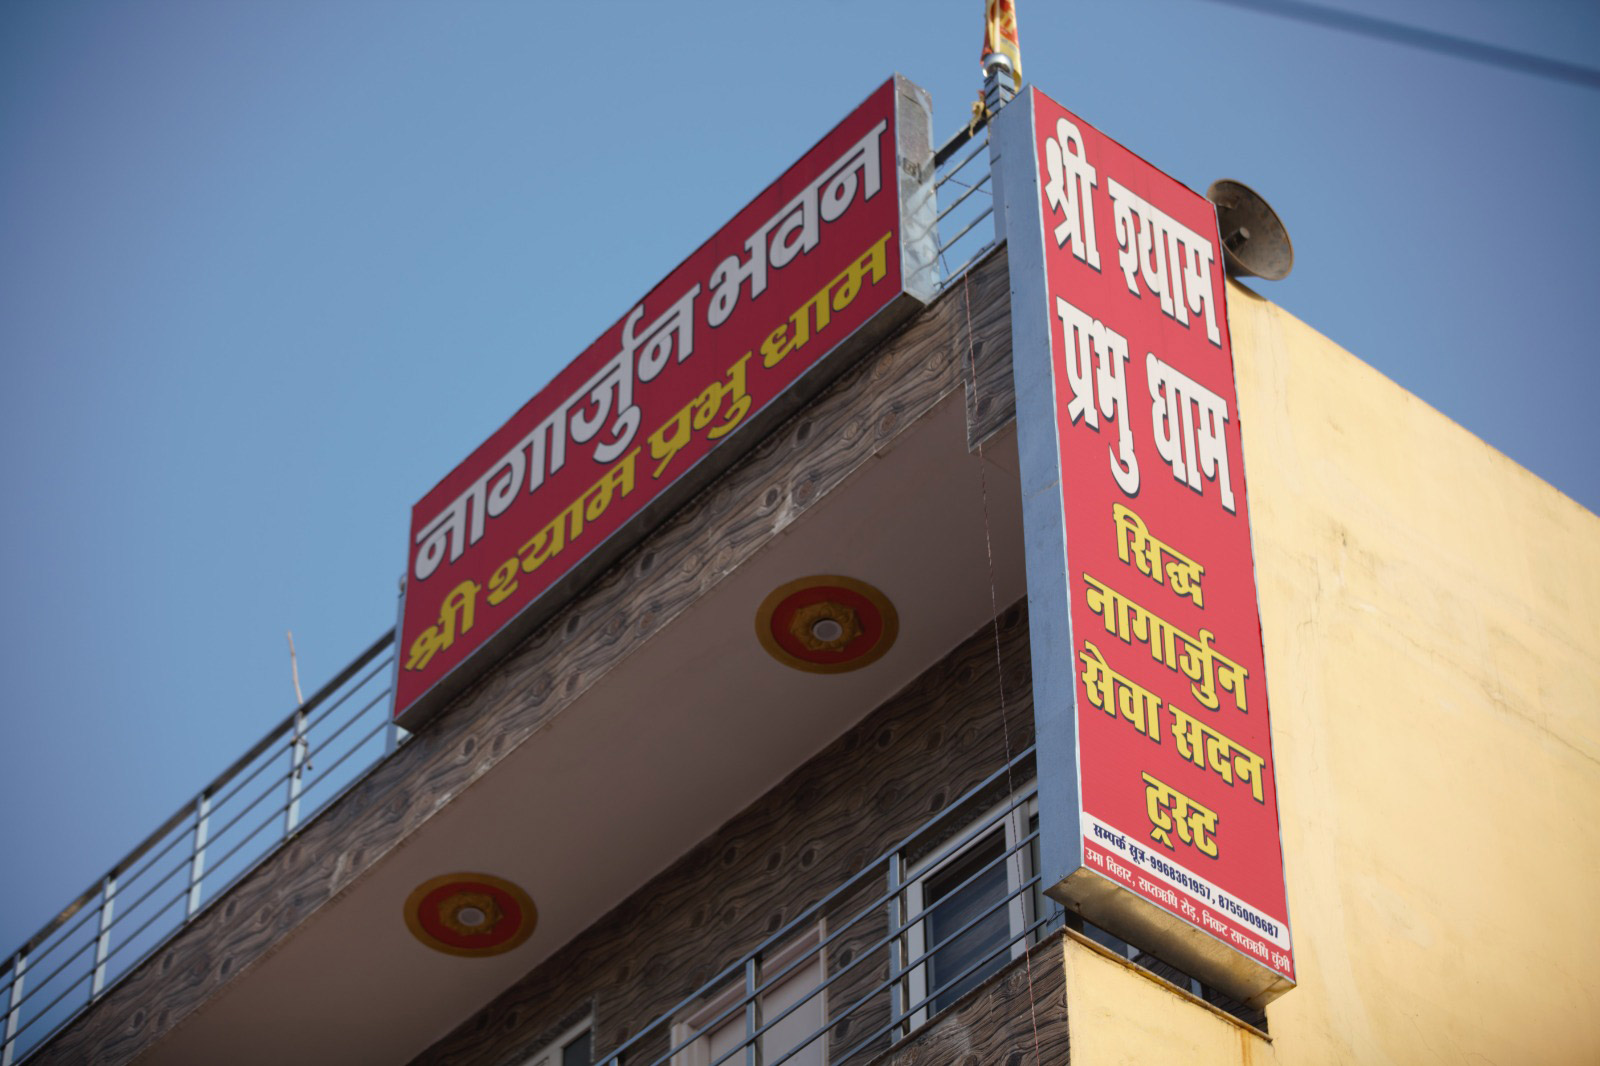 नागार्जुन भवन
श्री श्याम प्रभु धाम
श्री श्याम
प्रभु धाम
सिद्ध
नागार्जुन
सेवा सदन
ट्रस्ट
सम्पर्क सूत्र-9968361957, 8755009687
उमा विहार, सप्तऋषि रोड़, निकट सप्तऋषि चुंगी